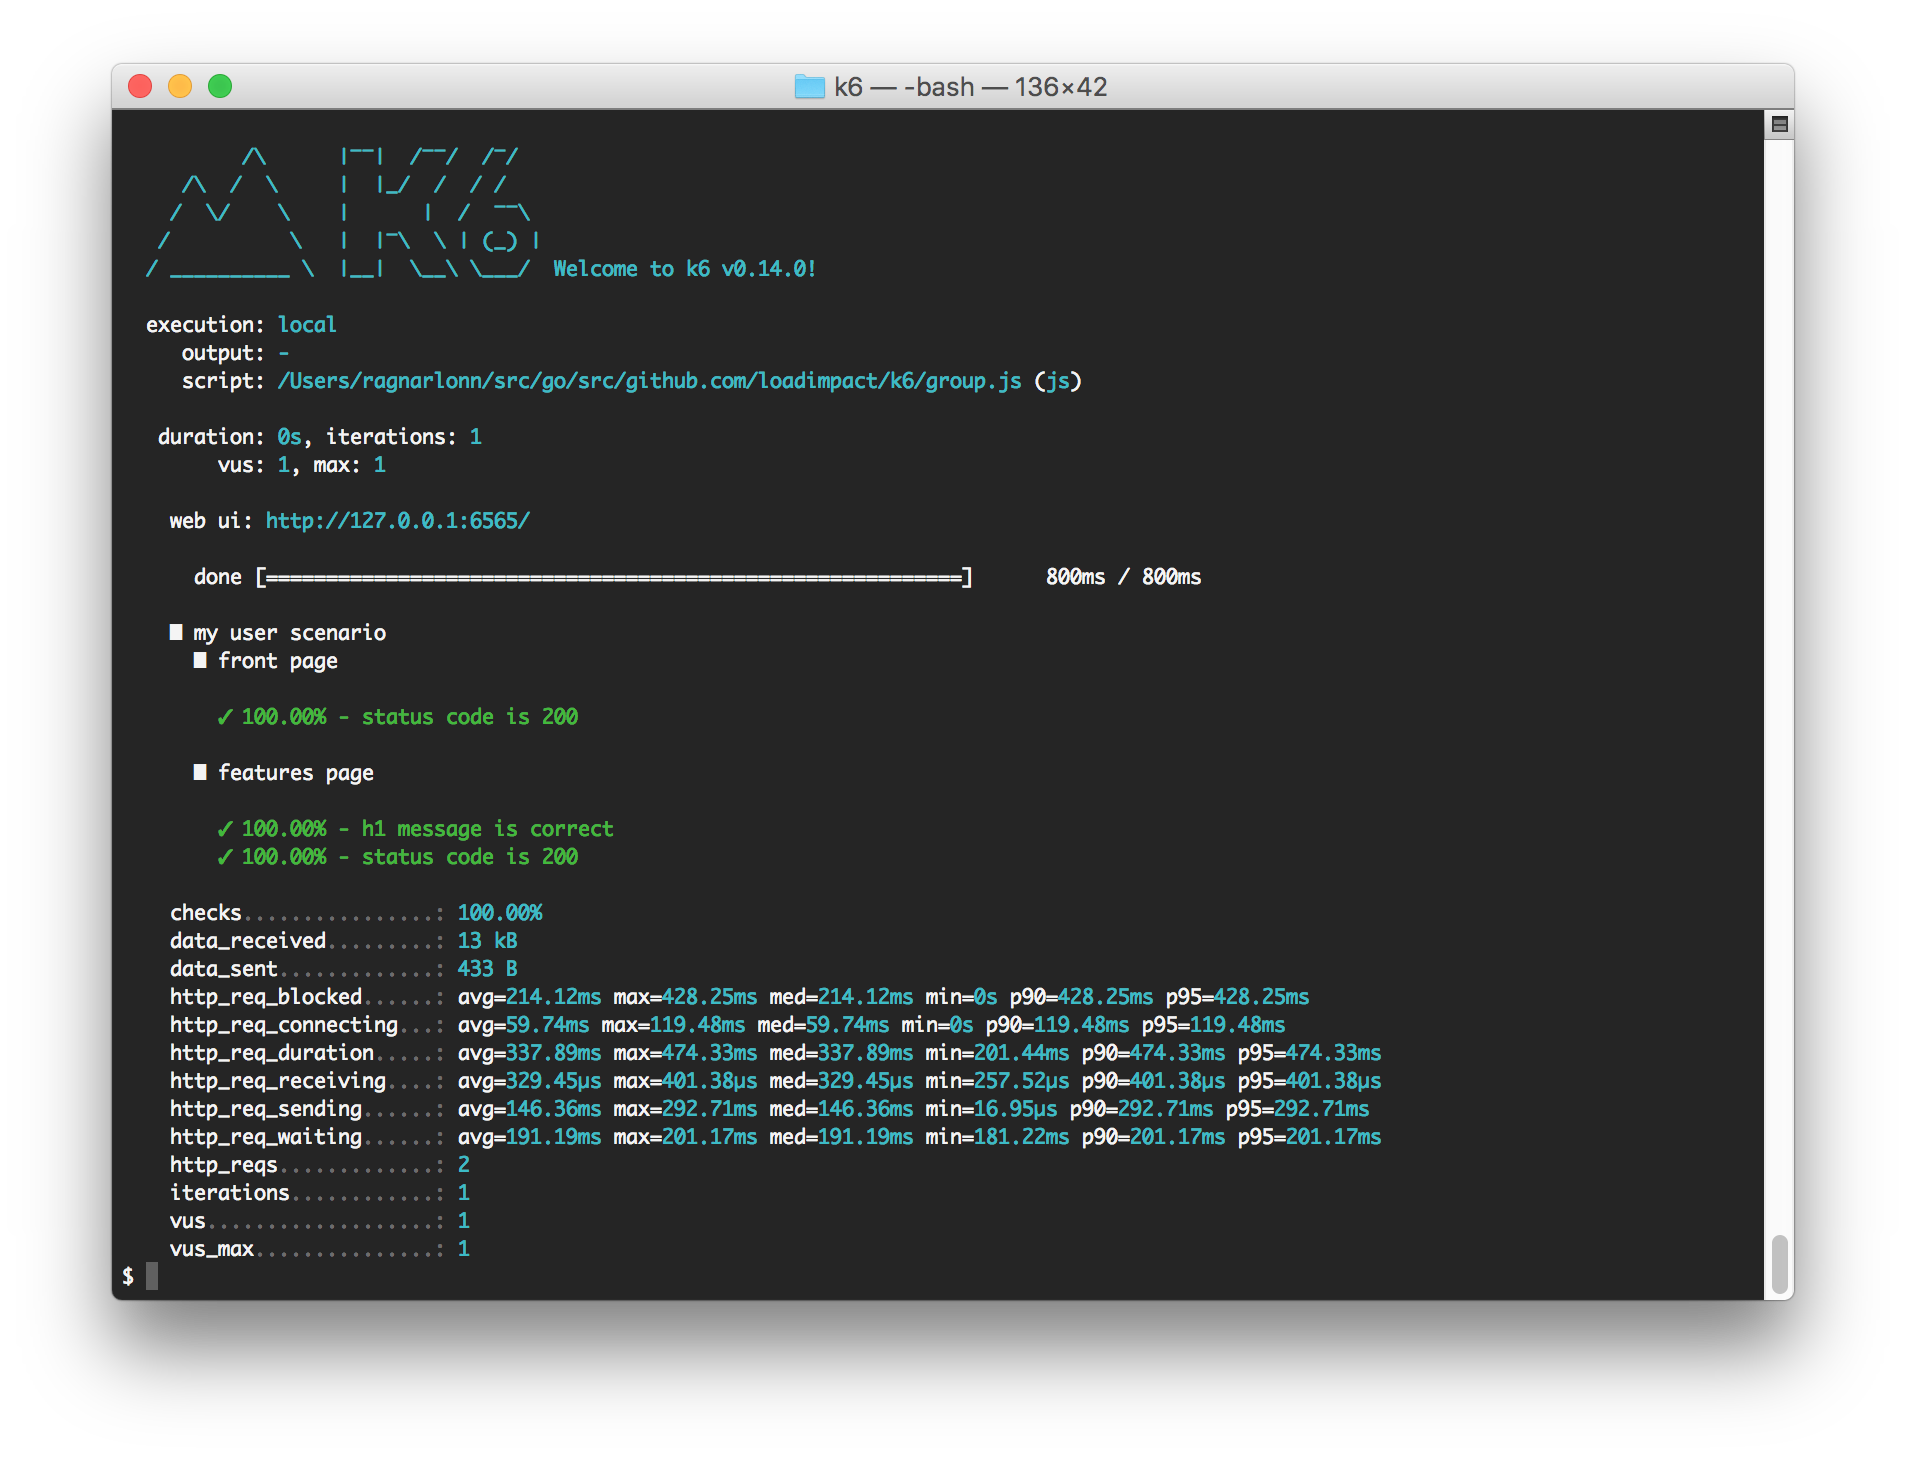 k6 — -bash — 136×42
          /\      |‾‾|  /‾‾/  /‾/
     /\  /  \     |  |_/  /  / /
    /  \/    \    |      |  /  ‾‾\
   /          \   |  |‾\  \ | (_) |
  / __________ \  |__|  \__\ \___/  Welcome to k6 v0.14.0!
execution: local
output: -
script: /Users/ragnarlonn/src/go/src/github.com/loadimpact/k6/group.js (js)
duration: 0s, iterations: 1
vus: 1, max: 1
web ui: http://127.0.0.1:6565/
done [==========================================================] 800ms / 800ms
█ my user scenario
█ front page
✓ 100.00% - status code is 200
█ features page
✓ 100.00% - h1 message is correct
✓ 100.00% - status code is 200
checks................: 100.00%
data_received.........: 13 kB
data_sent.............: 433 B
http_req_blocked......: avg=214.12ms max=428.25ms med=214.12ms min=0s p90=428.25ms p95=428.25ms
http_req_connecting...: avg=59.74ms max=119.48ms med=59.74ms min=0s p90=119.48ms p95=119.48ms
http_req_duration.....: avg=337.89ms max=474.33ms med=337.89ms min=201.44ms p90=474.33ms p95=474.33ms
http_req_receiving....: avg=329.45µs max=401.38µs med=329.45µs min=257.52µs p90=401.38µs p95=401.38µs
http_req_sending......: avg=146.36ms max=292.71ms med=146.36ms min=16.95µs p90=292.71ms p95=292.71ms
http_req_waiting......: avg=191.19ms max=201.17ms med=191.19ms min=181.22ms p90=201.17ms p95=201.17ms
http_reqs.............: 2
iterations............: 1
vus...................: 1
vus_max...............: 1
$